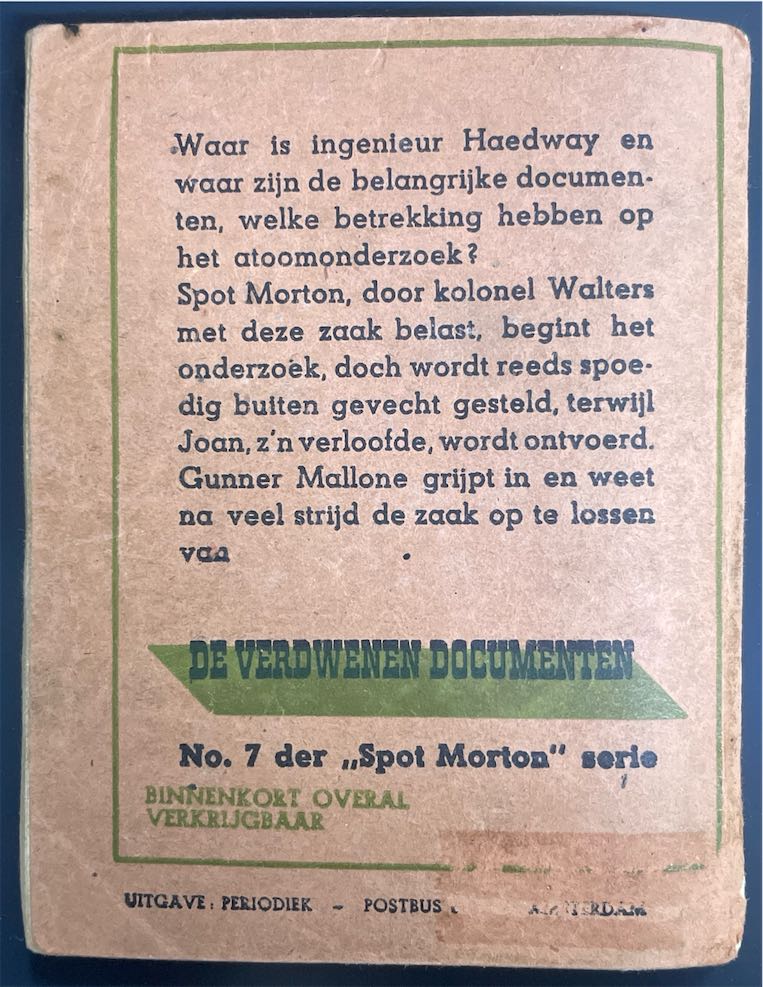 Waar is ingenieur Haedway en
waar zijn de belangrijke documen-
ten, welke betrekking hebben op
het atoomonderzoek?
Spot Morton, door kolonel Walters
met deze zaak belast, begint het
onderzoek, doch wordt reeds spoe-
dig buiten gevecht gesteld, terwijl
Joan, z'n verloofde, wordt ontvoerd.
Gunner Mallone grijpt in en weet
na veel strijd de zaak op te lossen
van
DE VERDWENEN DOCUMENTEN
No. 7 der „Spot Morton" serie
BINNENKORT OVERAL
VERKRIJGBAAR
UITGAVE: PERIODIEK - POSTBUS